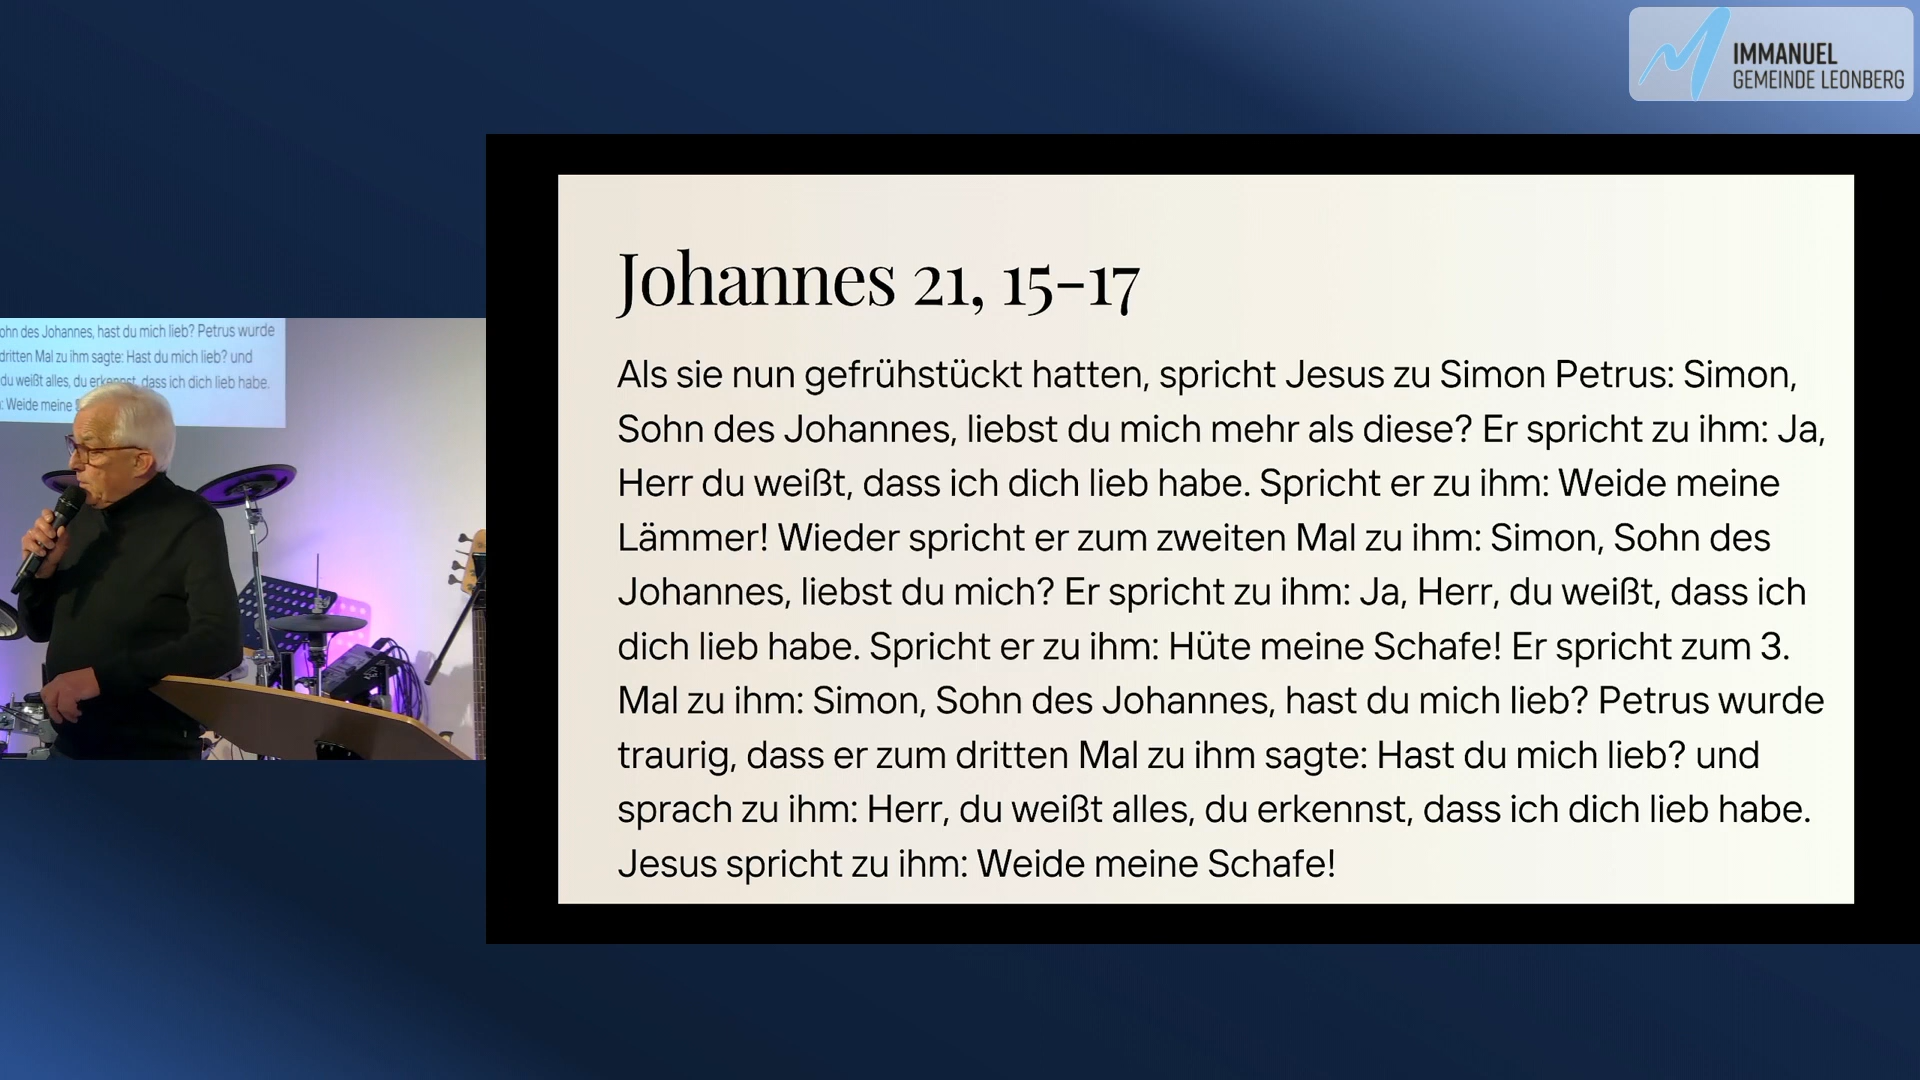 IMMANUEL
GEMEINDE LEONBERG
Johannes 21, 15-17
Als sie nun gefrühstückt hatten, spricht Jesus zu Simon Petrus: Simon,
Sohn des Johannes, liebst du mich mehr als diese? Er spricht zu ihm: Ja,
Herr du weißt, dass ich dich lieb habe. Spricht er zu ihm: Weide meine
Lämmer! Wieder spricht er zum zweiten Mal zu ihm: Simon, Sohn des
Johannes, liebst du mich? Er spricht zu ihm: Ja, Herr, du weißt, dass ich
dich lieb habe. Spricht er zu ihm: Hüte meine Schafe! Er spricht zum 3.
Mal zu ihm: Simon, Sohn des Johannes, hast du mich lieb? Petrus wurde
traurig, dass er zum dritten Mal zu ihm sagte: Hast du mich lieb? und
sprach zu ihm: Herr, du weißt alles, du erkennst, dass ich dich lieb habe.
Jesus spricht zu ihm: Weide meine Schafe!
ohn des Johannes, hast du mich lieb? Petrus wurde
dritten Mal zu ihm sagte: Hast du mich lieb? und
du weißt alles, du erkennst, dass ich dich lieb habe.
: Weide meine